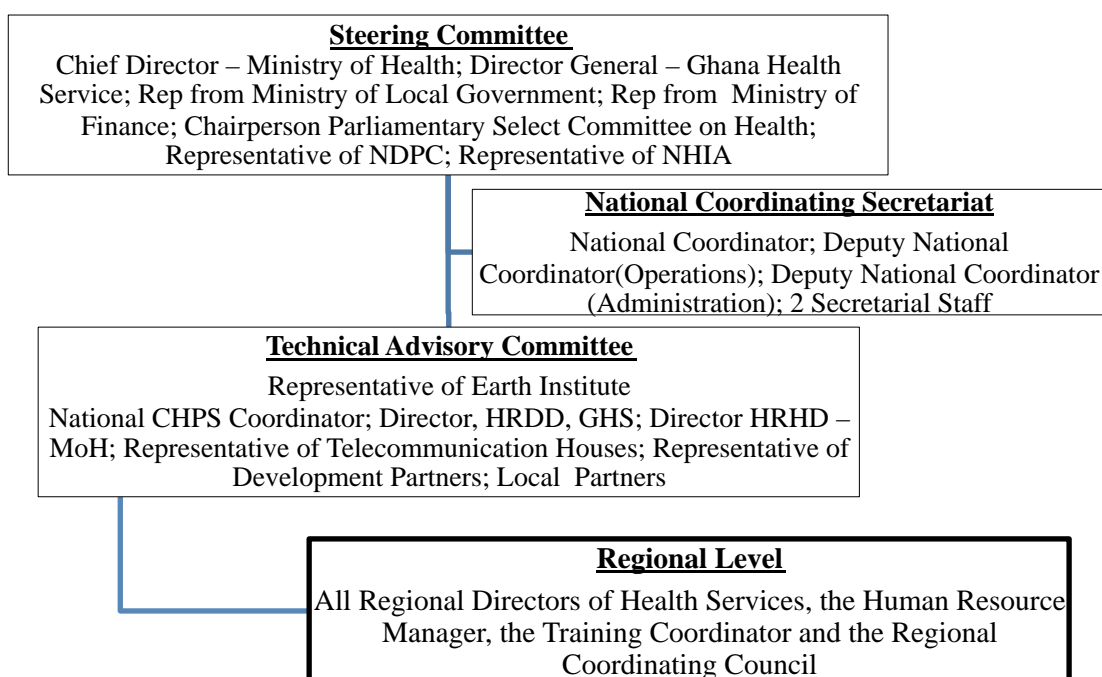 Steering Committee
Chief Director – Ministry of Health; Director General – Ghana Health
Service; Rep from Ministry of Local Government; Rep from Ministry of
Finance; Chairperson Parliamentary Select Committee on Health;
Representative of NDPC; Representative of NHIA
National Coordinating Secretariat
National Coordinator; Deputy National
Coordinator(Operations); Deputy National Coordinator
(Administration); 2 Secretarial Staff
Technical Advisory Committee
Representative of Earth Institute
National CHPS Coordinator; Director, HRDD, GHS; Director HRHD –
MoH; Representative of Telecommunication Houses; Representative of
Development Partners; Local Partners
Regional Level
All Regional Directors of Health Services, the Human Resource
Manager, the Training Coordinator and the Regional
Coordinating Council